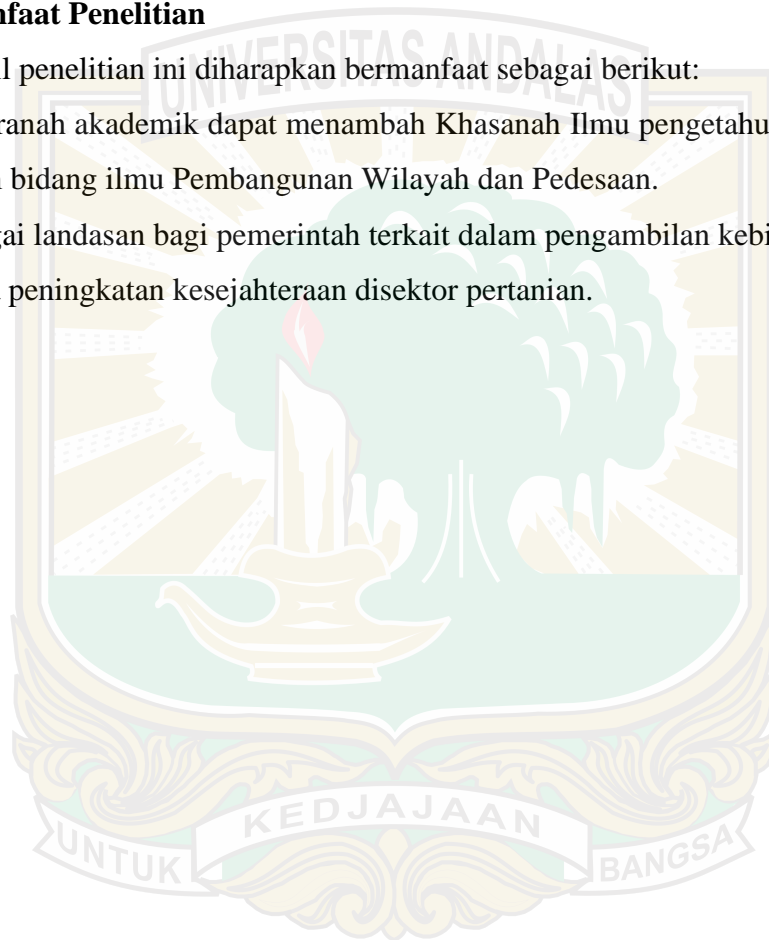 nfaat Penelitian
l penelitian ini diharapkan bermanfaat sebagai berikut:
ranah akademik dapat menambah Khasanah Ilmu pengetahu
bidang ilmu Pembangunan Wilayah dan Pedesaan.
gai landasan bagi pemerintah terkait dalam pengambilan kebi
peningkatan kesejahteraan disektor pertanian.
UNIVERSITAS ANDALAS
KEDJAJAAN
UNTUK BANGSA